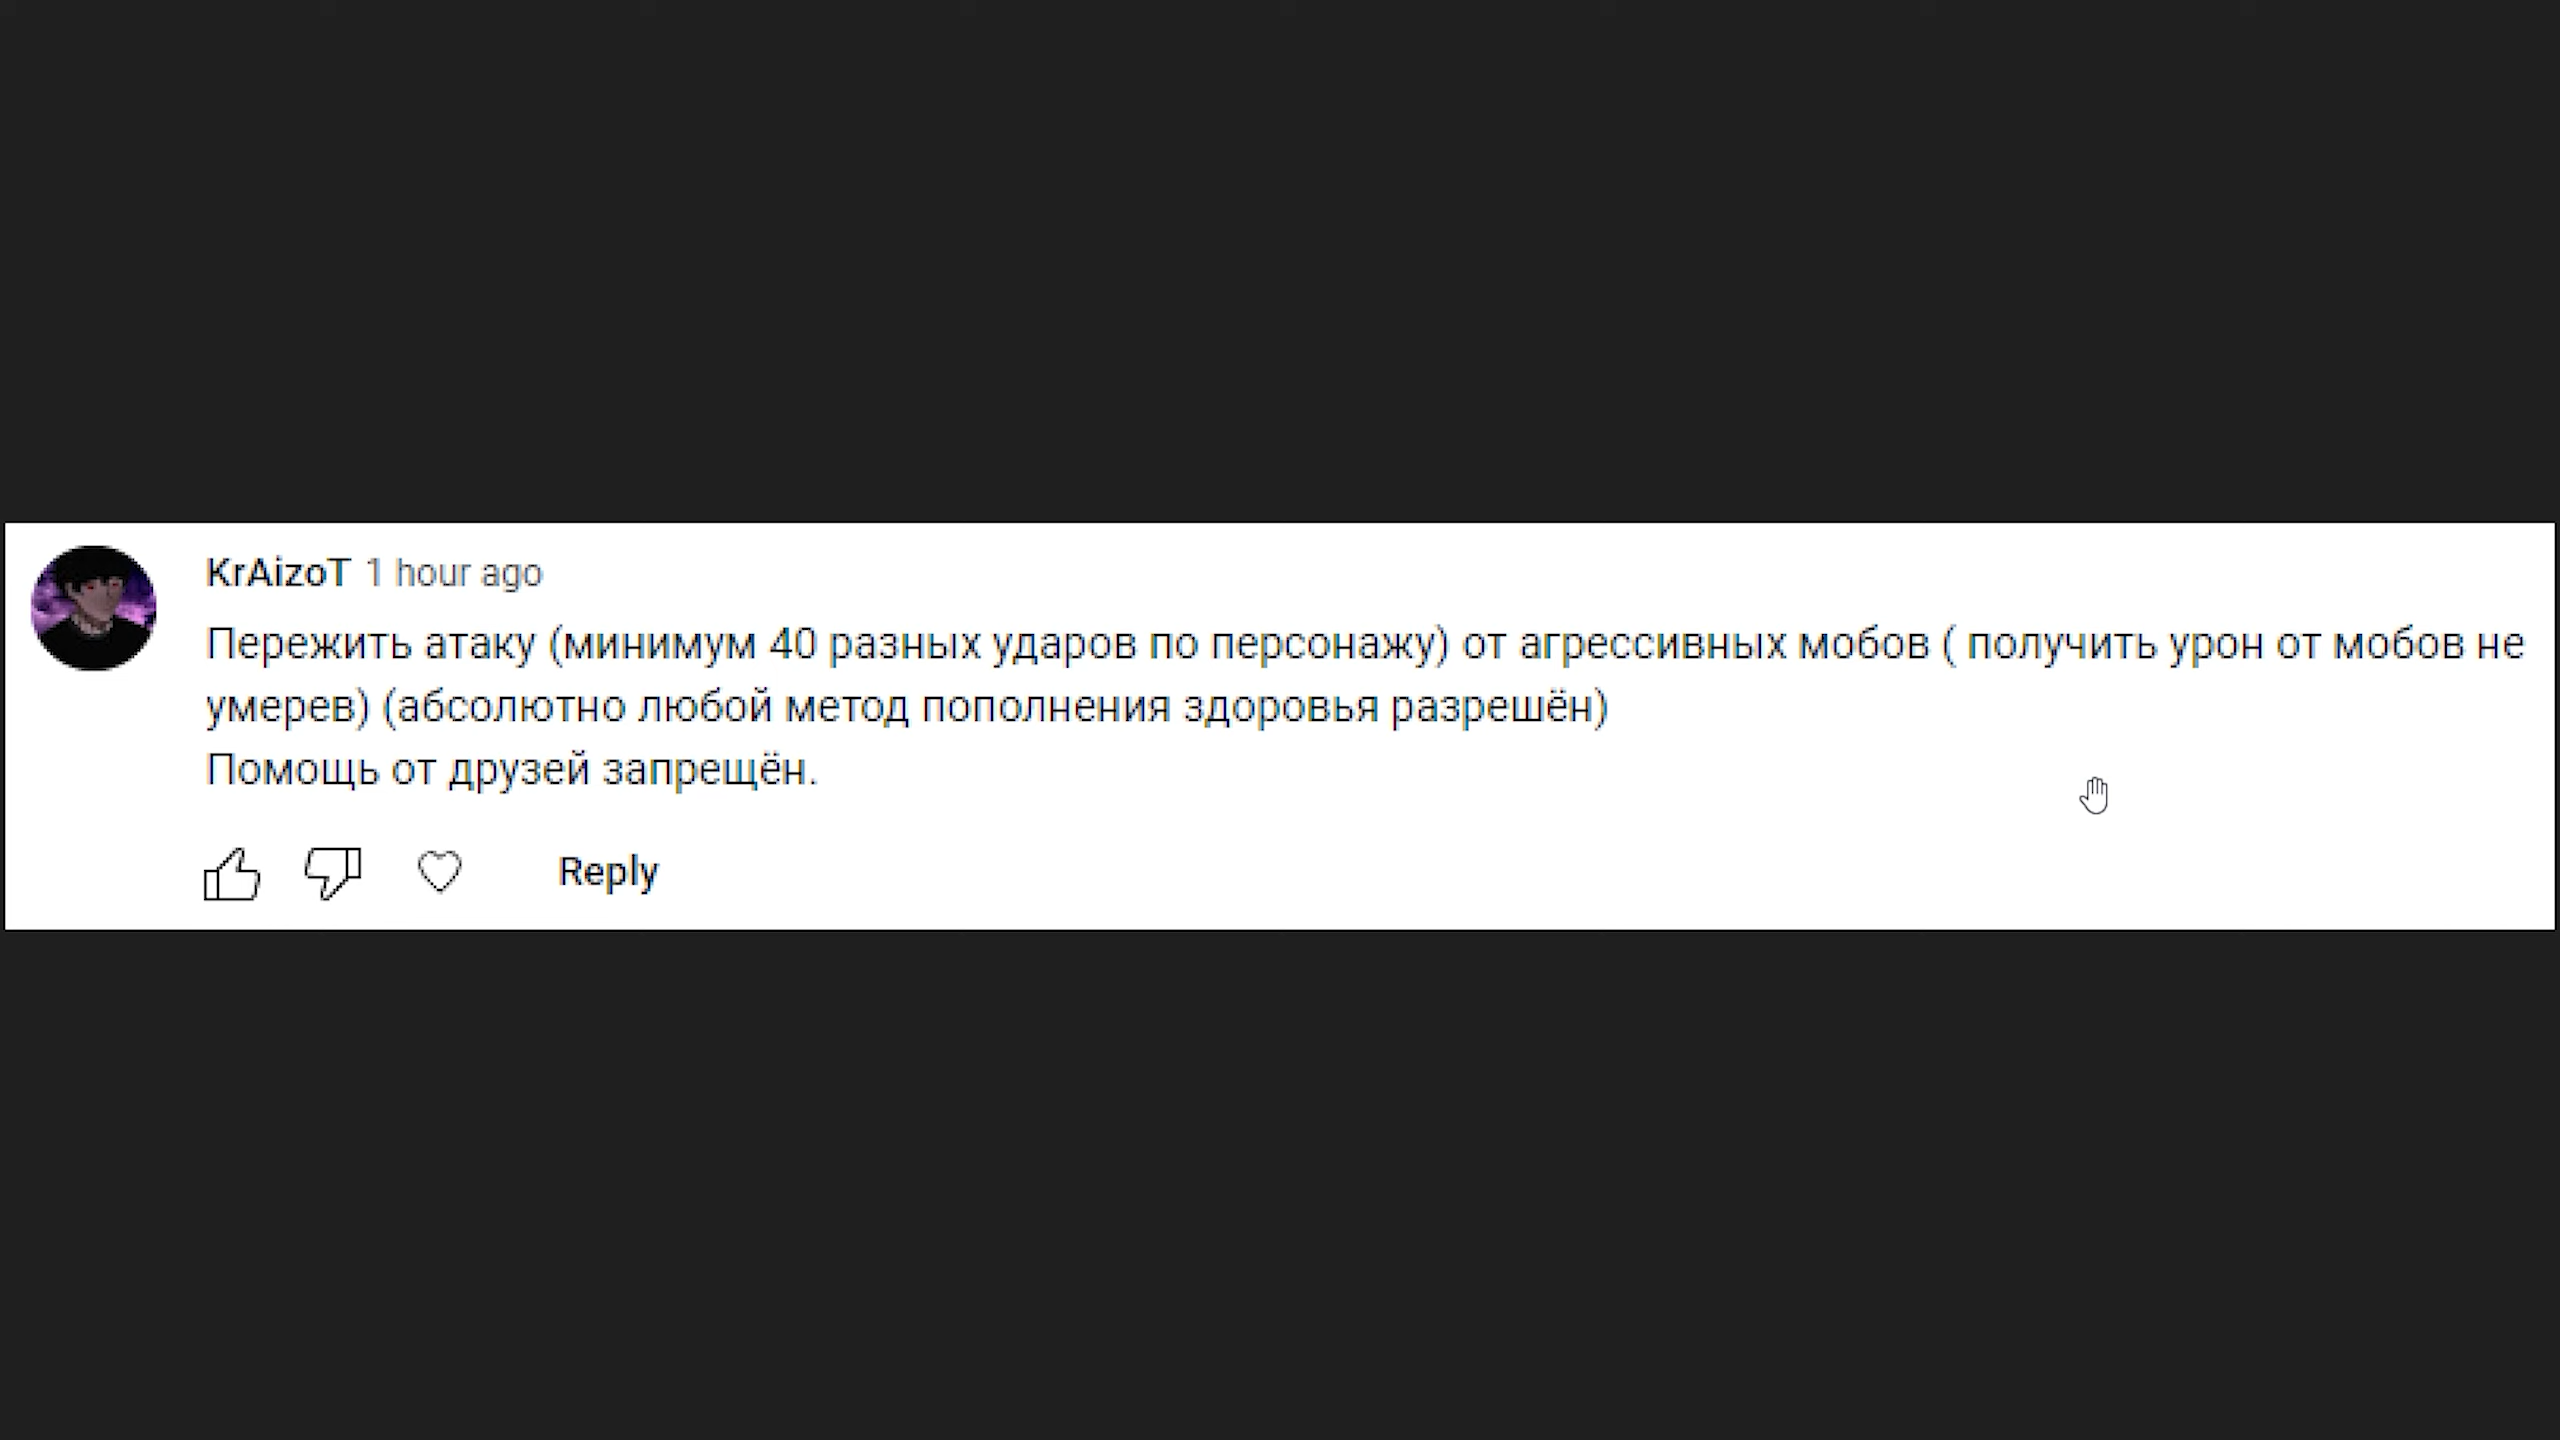 KrAizoT 1 hour ago
Пережить атаку (минимум 40 разных ударов по персонажу) от агрессивных мобов ( получить урон от мобов не
умерев) (абсолютно любой метод пополнения здоровья разрешён)
Помощь от друзей запрещён.
Reply